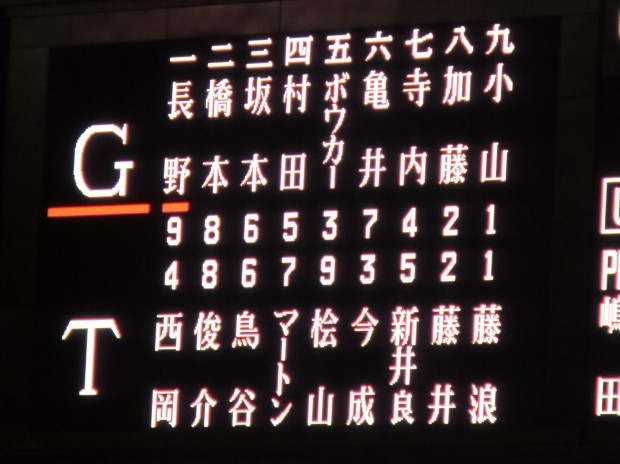 G
一 二 三 四 五 六 七 八 九
長野 橋本 坂本 村田 ボウカー 亀井 寺内 加藤 小山
9 8 6 5 3 7 4 2 1
4 8 6 7 9 3 5 2 1
T
西岡 俊介 鳥谷 マートン 桧山 今成 新井良 藤井 藤浪
嶋田